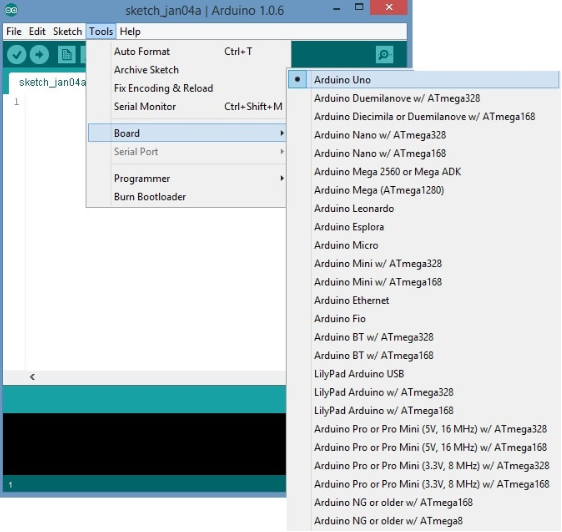 sketch_jan04a | Arduino 1.0.6
File Edit Sketch Tools Help
sketch_jan04a
1
Auto Format Ctrl+T
Archive Sketch
Fix Encoding & Reload
Serial Monitor Ctrl+Shift+M
Board
Serial Port
Programmer
Burn Bootloader
Arduino Uno
Arduino Duemilanove w/ ATmega328
Arduino Diecimila or Duemilanove w/ ATmega168
Arduino Nano w/ ATmega328
Arduino Nano w/ ATmega168
Arduino Mega 2560 or Mega ADK
Arduino Mega (ATmega1280)
Arduino Leonardo
Arduino Esplora
Arduino Micro
Arduino Mini w/ ATmega328
Arduino Mini w/ ATmega168
Arduino Ethernet
Arduino Fio
Arduino BT w/ ATmega328
Arduino BT w/ ATmega168
LilyPad Arduino USB
LilyPad Arduino w/ ATmega328
LilyPad Arduino w/ ATmega168
Arduino Pro or Pro Mini (5V, 16 MHz) w/ ATmega328
Arduino Pro or Pro Mini (5V, 16 MHz) w/ ATmega168
Arduino Pro or Pro Mini (3.3V, 8 MHz) w/ ATmega328
Arduino Pro or Pro Mini (3.3V, 8 MHz) w/ ATmega168
Arduino NG or older w/ ATmega168
Arduino NG or older w/ ATmega8
1